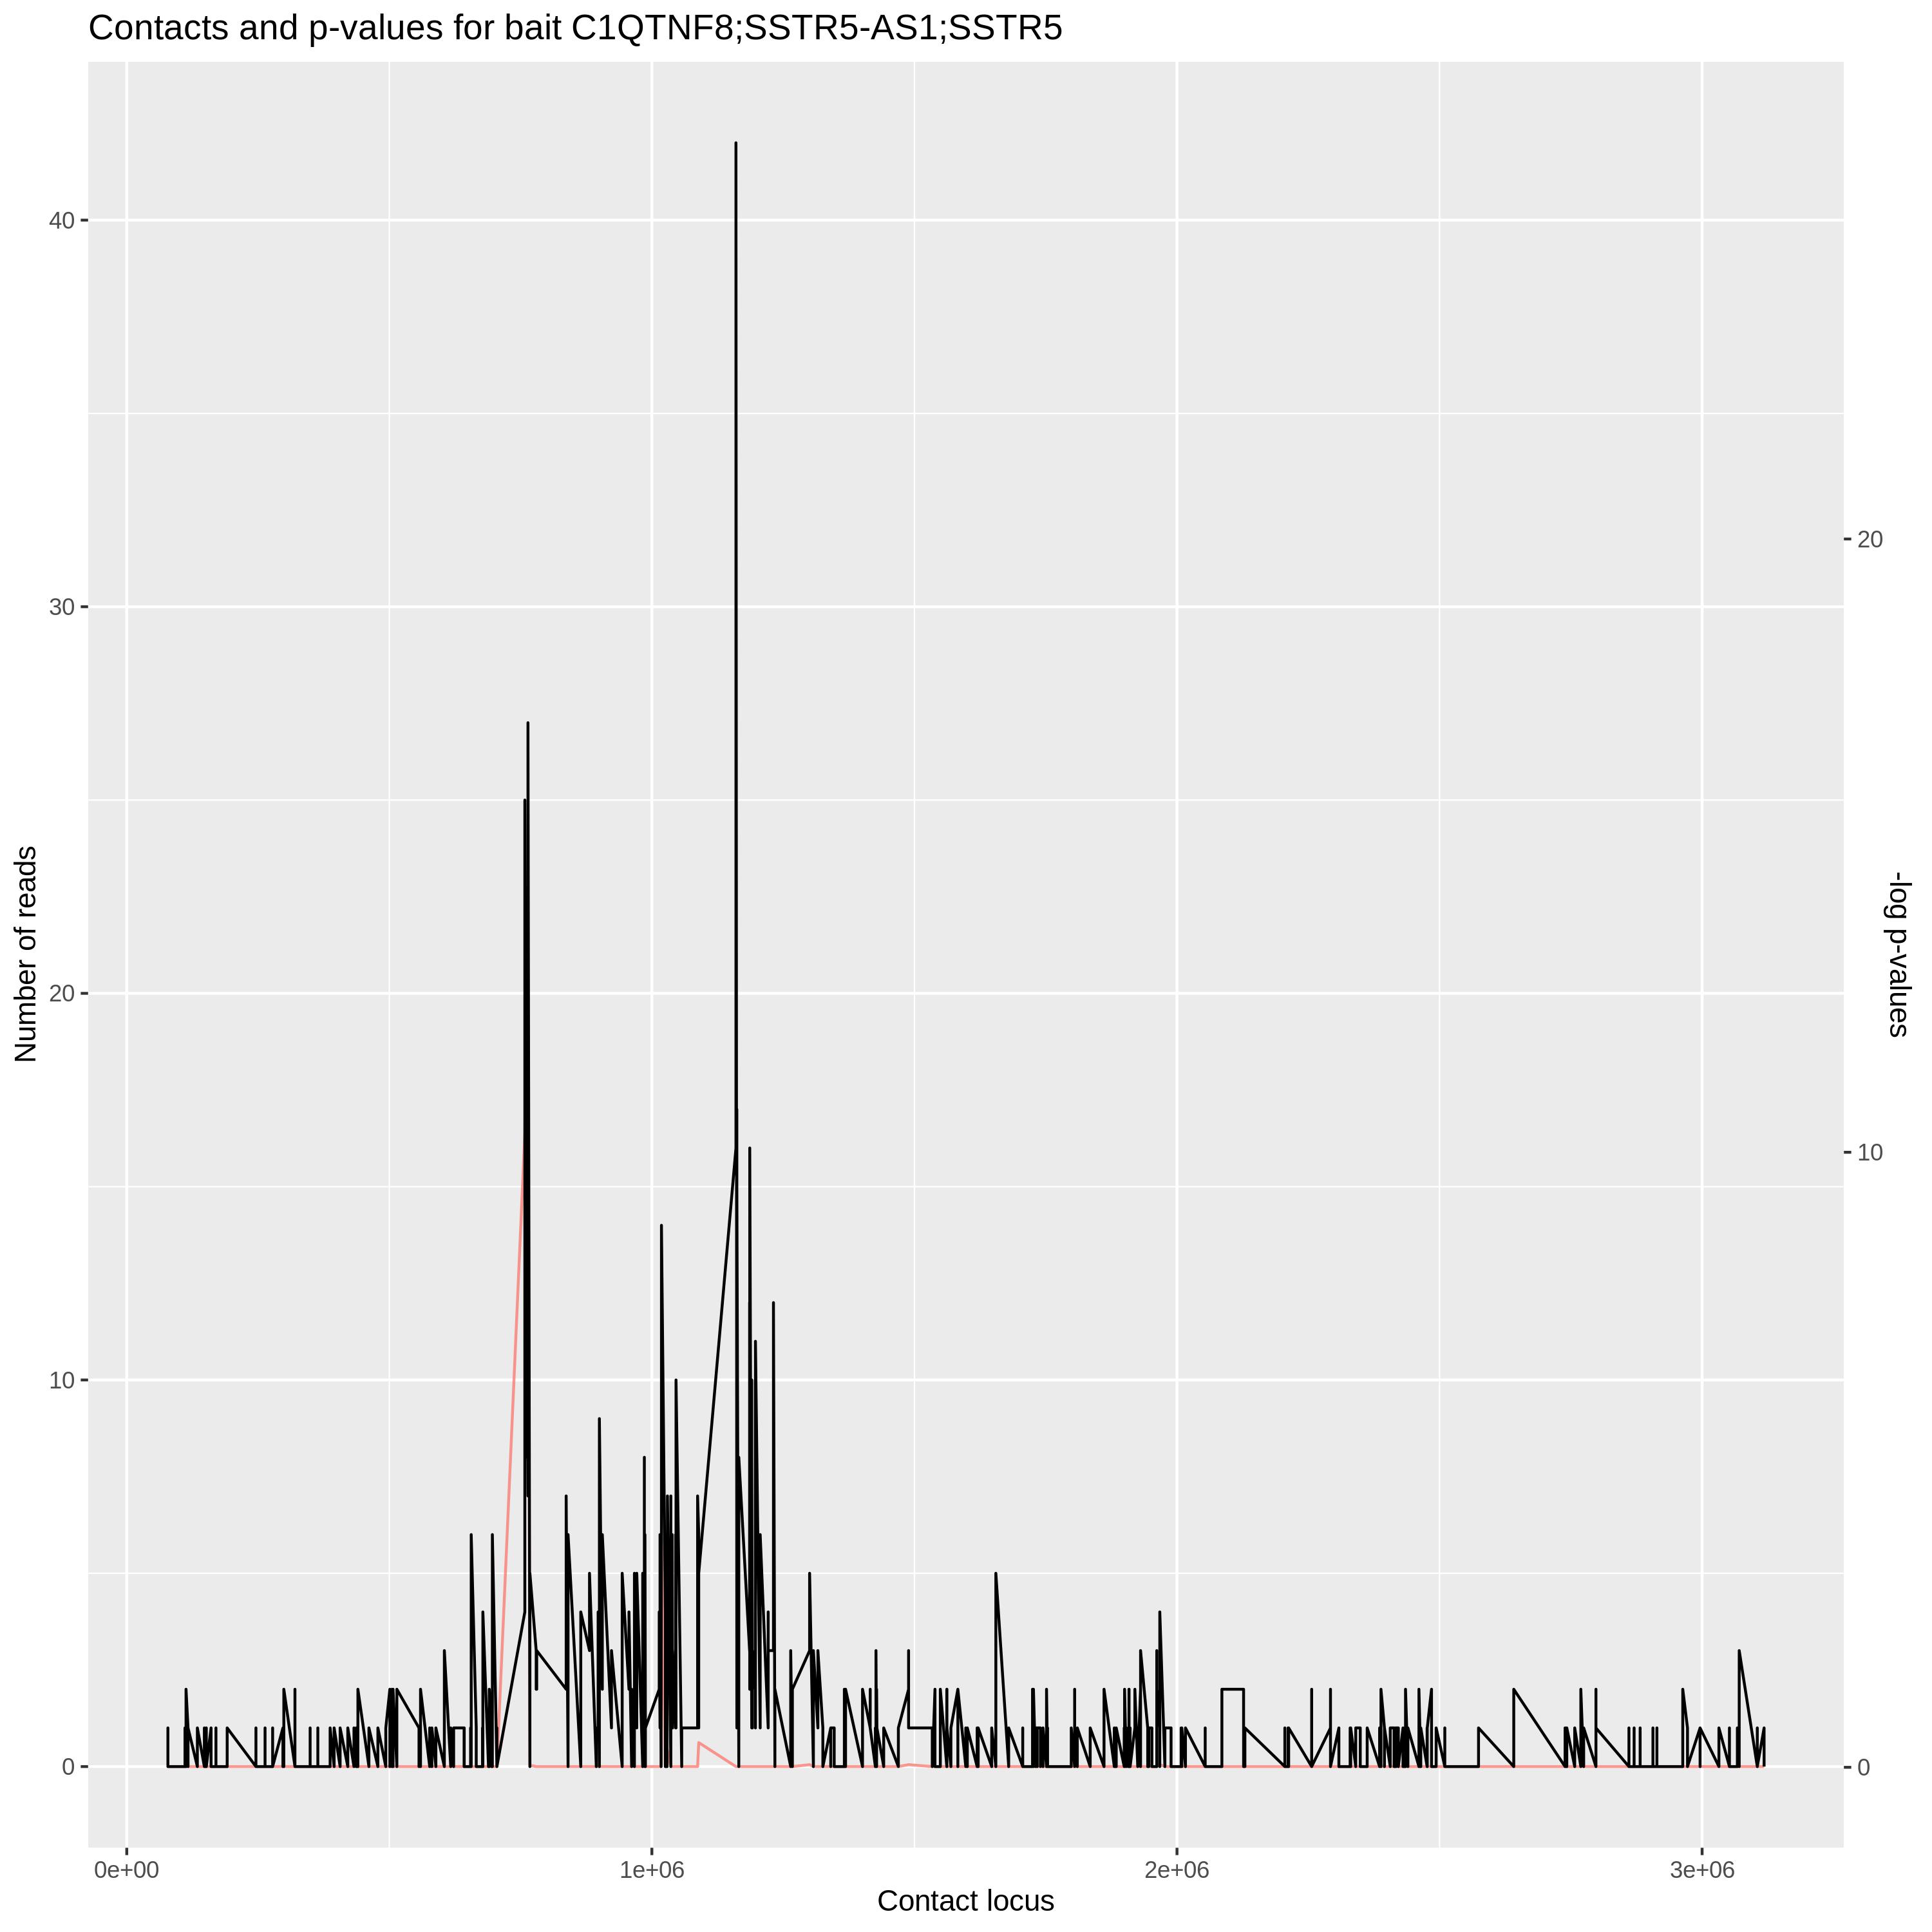 Contacts and p-values for bait C1QTNF8;SSTR5-AS1;SSTR5
40
30
20
10
0
Number of reads
20
10
0
-log p-values
0e+00
1e+06
2e+06
3e+06
Contact locus